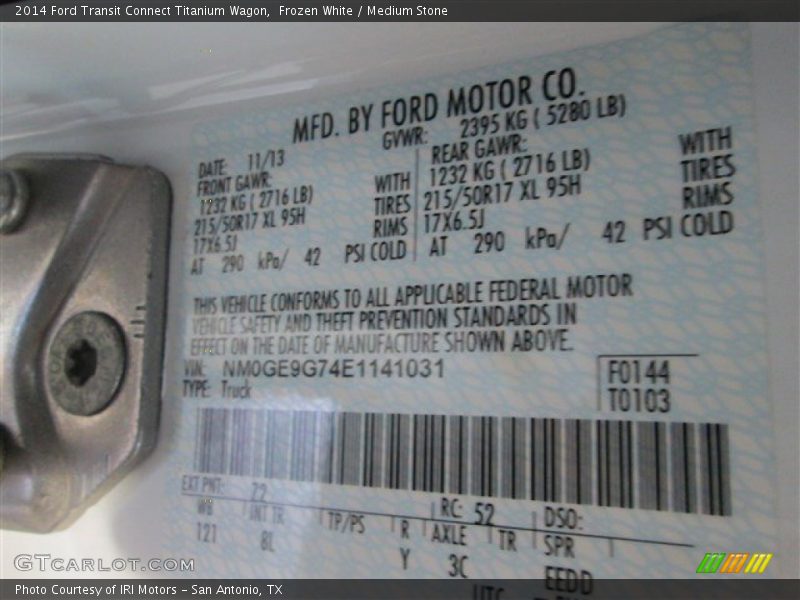 2014 Ford Transit Connect Titanium Wagon,  Frozen White / Medium Stone
MFD. BY FORD MOTOR CO.
DATE: 11/13
GVWR: 2395 KG ( 5280 LB)
FRONT GAWR:
1232 KG ( 2716 LB) WITH
215/50R17 XL 95H TIRES
17X6.5J RIMS
AT 290 kPa/ 42 PSI COLD
REAR GAWR: WITH
1232 KG ( 2716 LB) TIRES
215/50R17 XL 95H RIMS
17X6.5J
AT 290 kPa/ 42 PSI COLD
THIS VEHICLE CONFORMS TO ALL APPLICABLE FEDERAL MOTOR
VEHICLE SAFETY AND THEFT PREVENTION STANDARDS IN
EFFECT ON THE DATE OF MANUFACTURE SHOWN ABOVE.
VIN: NM0GE9G74E1141031
TYPE: Truck
F0144
T0103
EXT PNT: Z2 RC: 52 DSO:
WB INT TR TP/PS R AXLE TR SPR
121 8L Y 3C EEDD
UTC
GTCarLot.com
Photo Courtesy of IRI Motors - San Antonio, TX